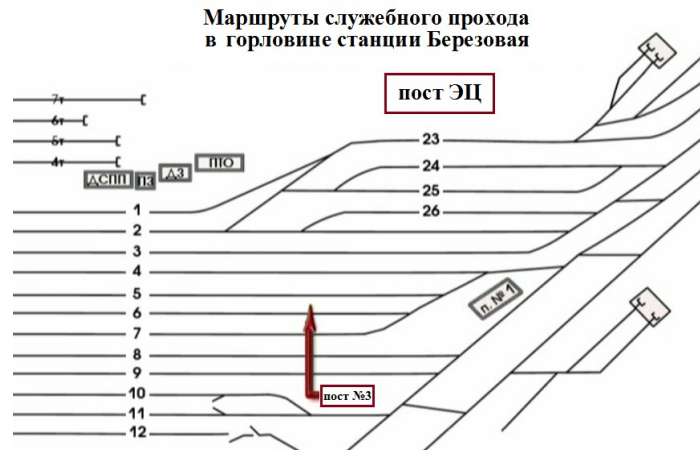 Маршруты служебного прохода
в горловине станции Березовая
пост ЭЦ
7т
6т
5т
4т
ДСПП
ПЗ
ДЗ
ПТО
23
24
25
26
1
2
3
4
5
6
7
8
9
10
11
12
п. № 1
пост №3